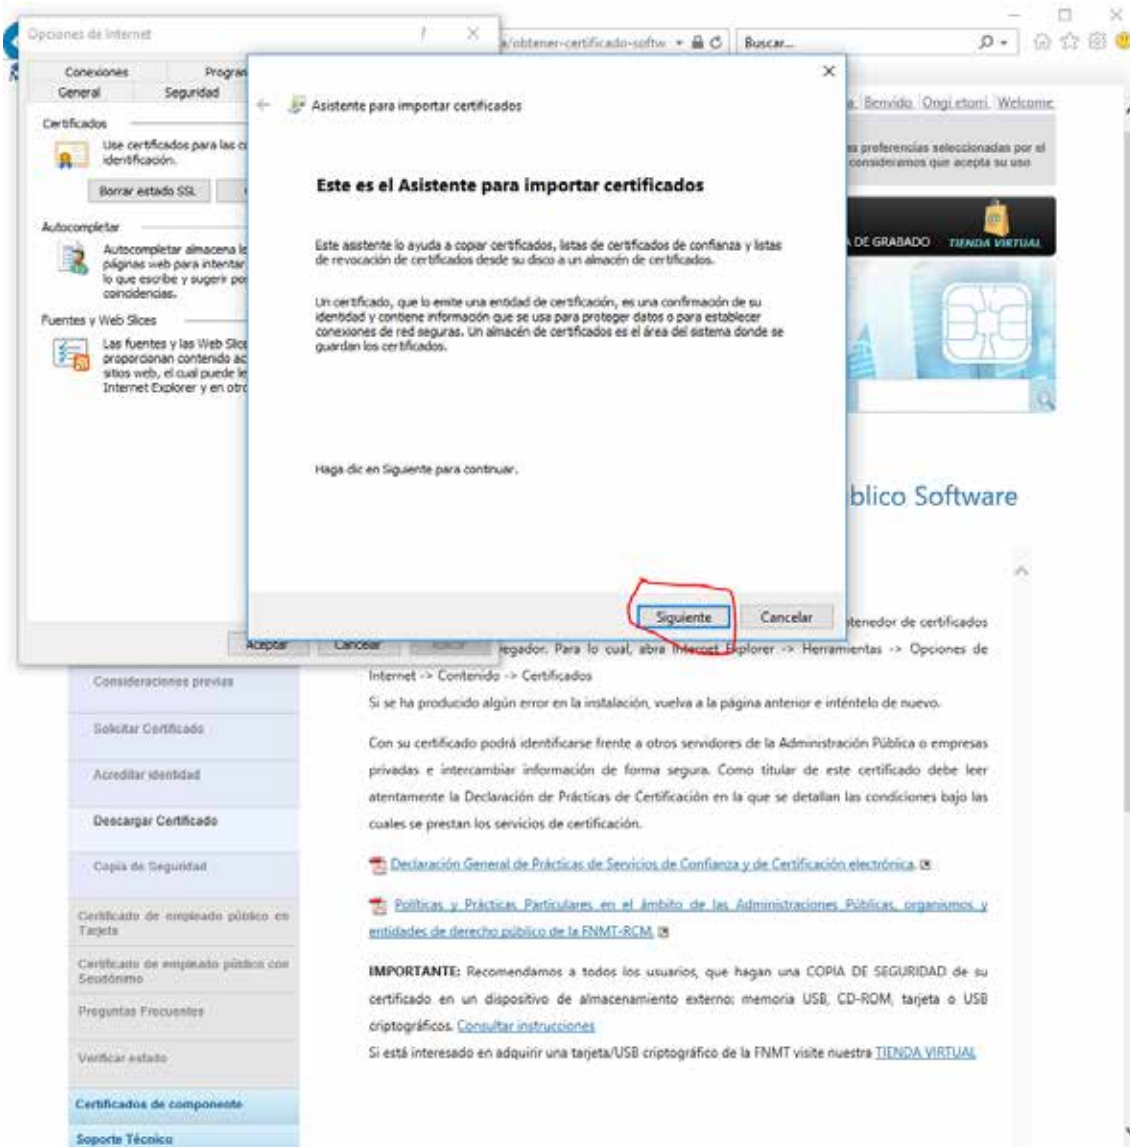 Opciones de Internet
/obtener-certificado-softw
Buscar...
Conexiones
General
Seguridad
Certificados
Use certificados para las
identificación.
Borrar estado SSL
Autocompletar
Autocompletar almacena
páginas web para intentar
lo que escribe y sugerir
coincidencias.
Fuentes y Web Slices
Las fuentes y las Web
proporcionan contenido
sitios web, el cual puede
Internet Explorer y en
Asistente para importar certificados
Este es el Asistente para importar certificados
Este asistente lo ayuda a copiar certificados, listas de certificados de confianza y listas
de revocación de certificados desde su disco a un almacén de certificados.
Un certificado, que lo emite una entidad de certificación, es una confirmación de su
identidad y contiene información que se usa para proteger datos o para establecer
conexiones de red seguras. Un almacén de certificados es el área del sistema donde se
guardan los certificados.
Haga clic en Siguiente para continuar.
Siguiente
Cancelar
Aceptar
Cancelar
Benvido Ongi etorri Welcome
preferencias seleccionadas por el
consideramos que acepta su uso
DE GRABADO
TIENDA VIRTUAL
blico Software
tenedor de certificados
egador. Para lo cual, abra Internet Explorer -> Herramientas -> Opciones de
Internet -> Contenido -> Certificados
Si se ha producido algún error en la instalación, vuelva a la página anterior e inténtelo de nuevo.
Con su certificado podrá identificarse frente a otros servidores de la Administración Pública o empresas
privadas e intercambiar información de forma segura. Como titular de este certificado debe leer
atentamente la Declaración de Prácticas de Certificación en la que se detallan las condiciones bajo las
cuales se prestan los servicios de certificación.
Declaración General de Prácticas de Servicios de Confianza y de Certificación electrónica.
Políticas y Prácticas Particulares en el ámbito de las Administraciones Públicas, organismos y
entidades de derecho público de la FNMT-RCM.
IMPORTANTE: Recomendamos a todos los usuarios, que hagan una COPIA DE SEGURIDAD de su
certificado en un dispositivo de almacenamiento externo: memoria USB, CD-ROM, tarjeta o USB
criptográficos. Consultar instrucciones
Si está interesado en adquirir una tarjeta/USB criptográfico de la FNMT visite nuestra TIENDA VIRTUAL
Consideraciones previas
Solicitar Certificado
Acreditar identidad
Descargar Certificado
Copia de Seguridad
Certificado de empleado público en
Tarjeta
Certificado de empleado público con
Seudónimo
Preguntas Frecuentes
Verificar estado
Certificados de componente
Soporte Técnico